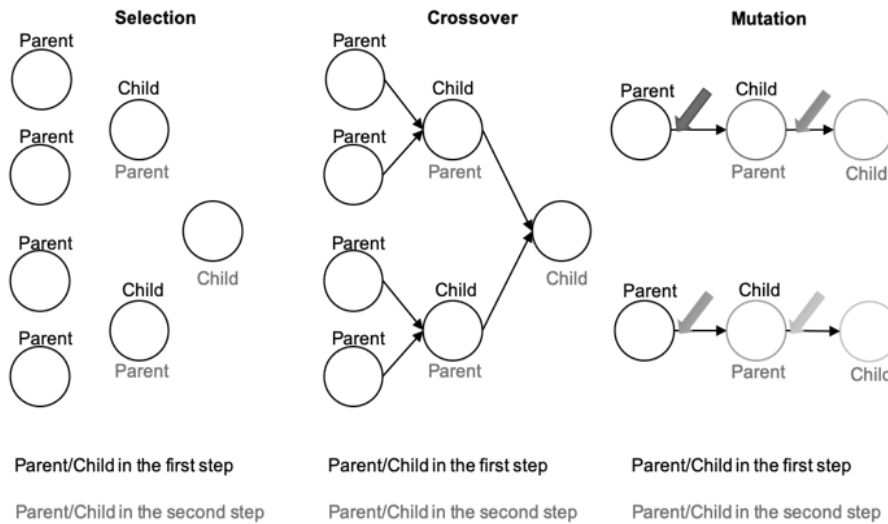 Selection
Crossover
Mutation
Parent
Child
Parent
Parent
Parent
Child
Child
Parent
Parent
Parent
Child
Parent
Parent
Parent
Child
Child
Parent
Parent
Parent
Child
Parent
Child
Parent
Child
Parent
Child
Parent/Child in the first step
Parent/Child in the first step
Parent/Child in the first step
Parent/Child in the second step
Parent/Child in the second step
Parent/Child in the second step